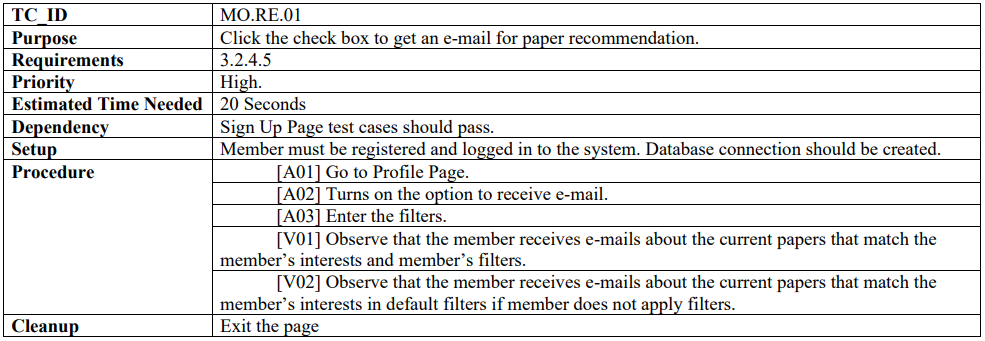 TC_ID MO.RE.01
Purpose Click the check box to get an e-mail for paper recommendation.
Requirements 3.2.4.5
Priority High.
Estimated Time Needed 20 Seconds
Dependency Sign Up Page test cases should pass.
Setup Member must be registered and logged in to the system. Database connection should be created.
Procedure [A01] Go to Profile Page.
[A02] Turns on the option to receive e-mail.
[A03] Enter the filters.
[V01] Observe that the member receives e-mails about the current papers that match the
member’s interests and member’s filters.
[V02] Observe that the member receives e-mails about the current papers that match the
member’s interests in default filters if member does not apply filters.
Cleanup Exit the page